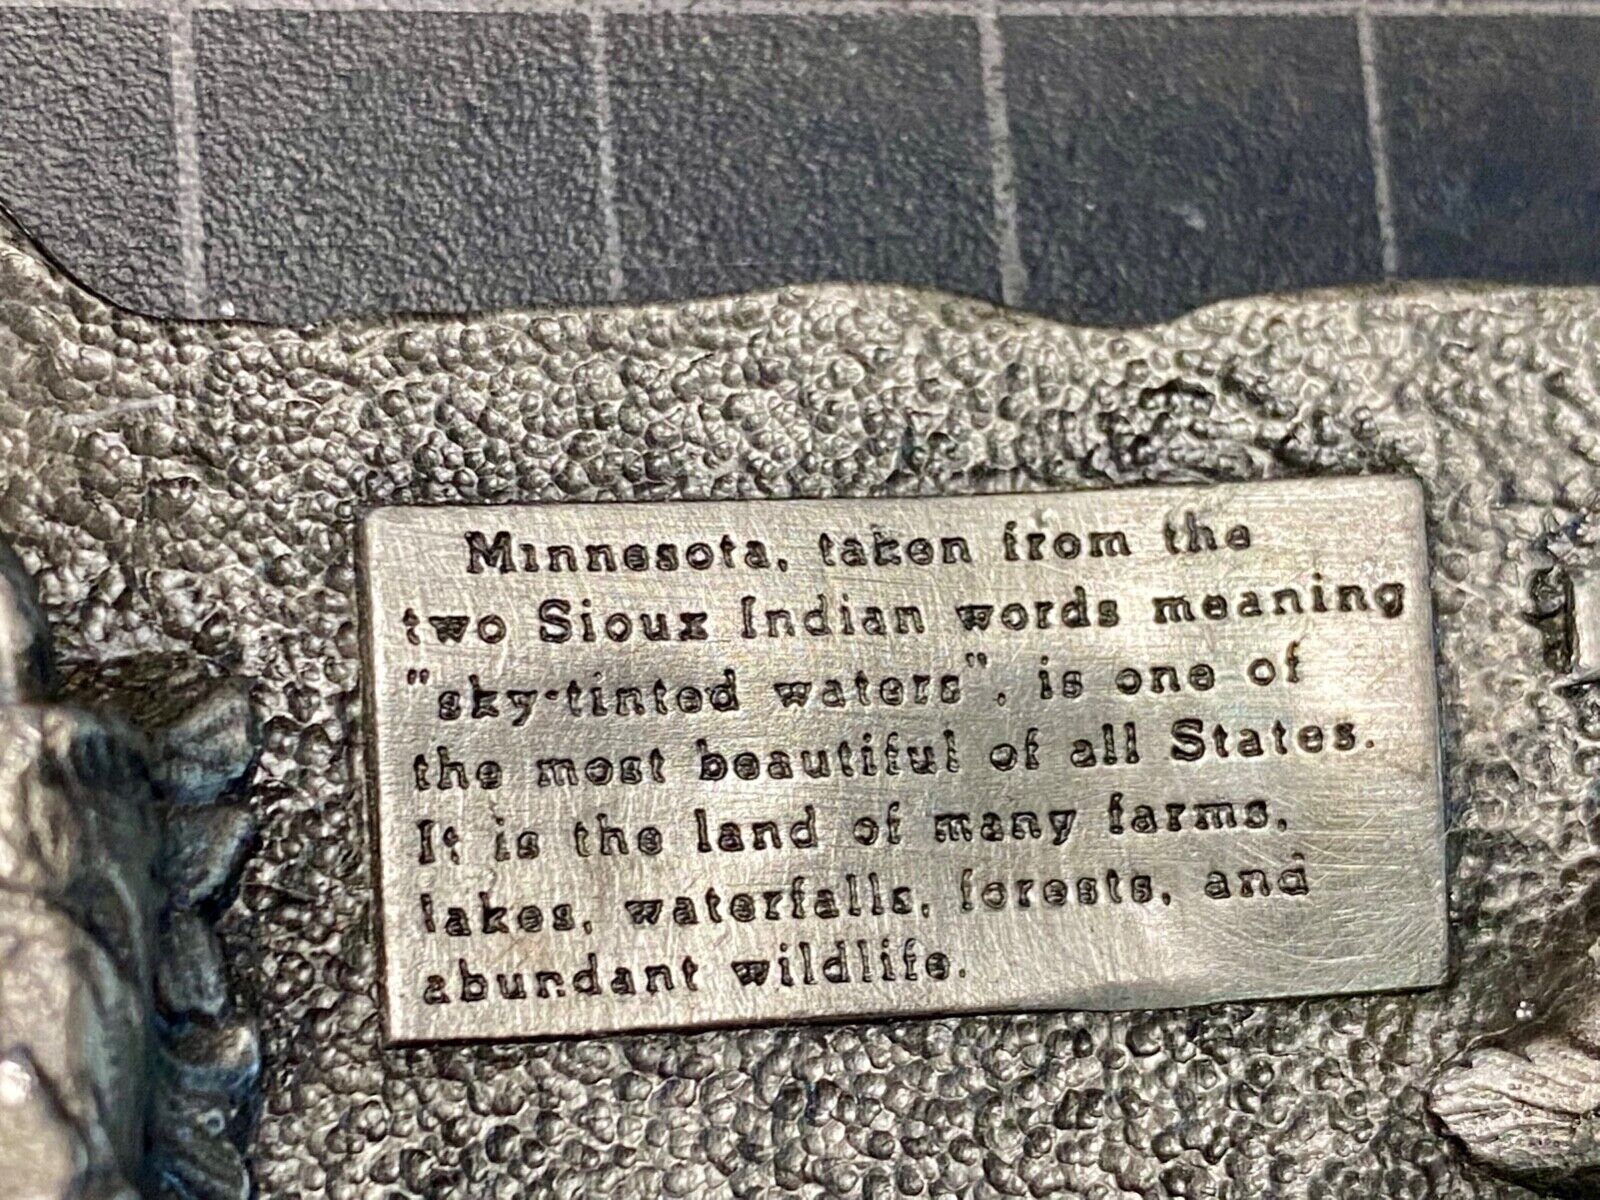 Minnesota, taken from the
two Sioux Indian words meaning
"sky-tinted waters", is one of
the most beautiful of all States.
It is the land of many farms,
lakes, waterfalls, forests, and
abundant wildlife.